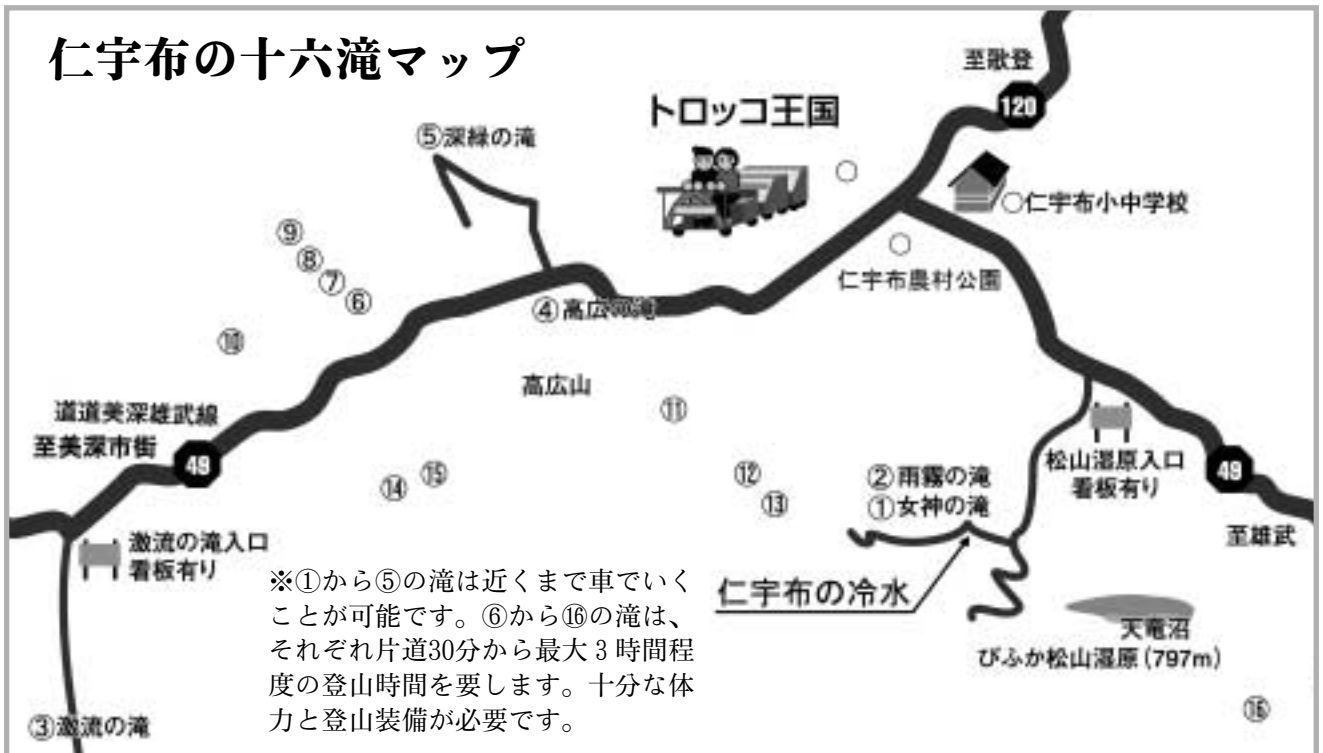 仁宇布の十六滝マップ
至歌登
120
トロッコ王国
⑤深緑の滝
○仁宇布小中学校
⑨
⑧
⑦
⑥
仁宇布農村公園
④高広の滝
⑩
高広山
⑪
道道美深雄武線
至美深市街
49
⑭
⑮
⑫
⑬
②雨霧の滝
①女神の滝
松山湿原入口
看板有り
49
至雄武
激流の滝入口
看板有り
仁宇布の冷水
※①から⑤の滝は近くまで車でいく
ことが可能です。⑥から⑯の滝は、
それぞれ片道30分から最大3時間程
度の登山時間を要します。十分な体
力と登山装備が必要です。
天竜沼
びふか松山湿原(797m)
⑯
③激流の滝